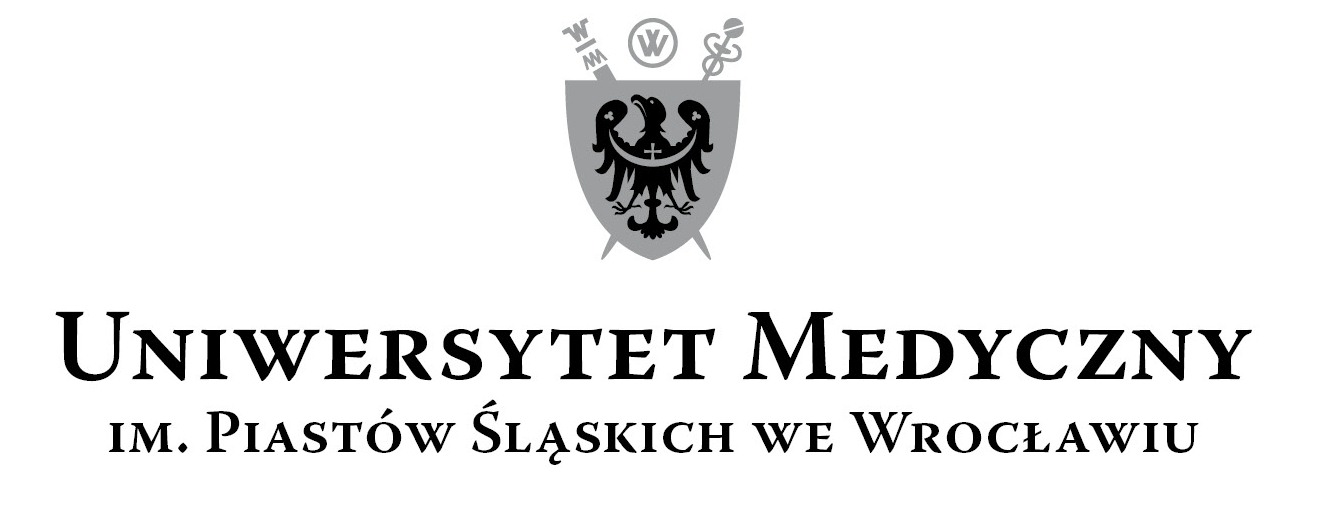 W
UNIWERSYTET MEDYCZNY
IM. PIASTÓW ŚLĄSKICH WE WROCŁAWIU